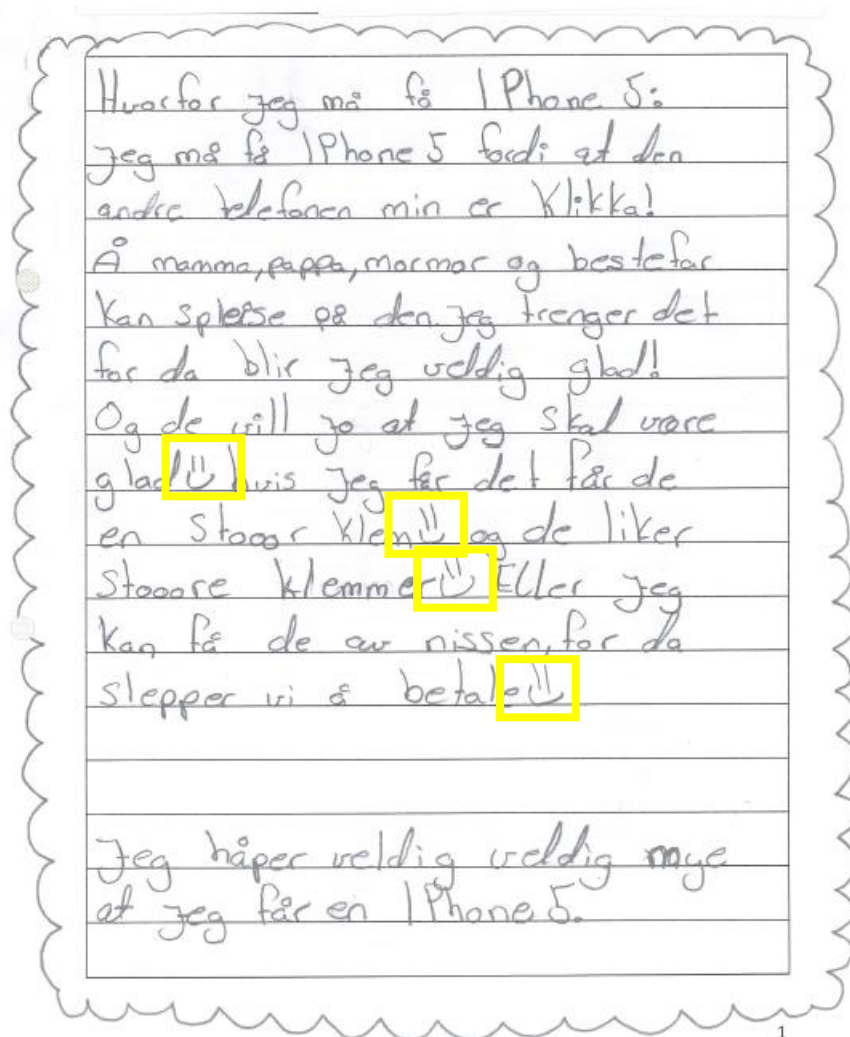 Hvorfor jeg må få IPhone 5:
jeg må få IPhone 5 fordi at den
andre telefonen min er klikka!
Å mamma, pappa, mormor og bestefar
kan spleise på den. jeg trenger det
for da blir jeg veldig glad!
Og de vill jo at jeg skal være
glad hvis jeg får det får de
en stooor klem og de liker
stooore klemmer Eller jeg
kan få de av nissen, for da
slepper vi å betale
Jeg håper veldig veldig mye
at jeg får en IPhone 5.
1